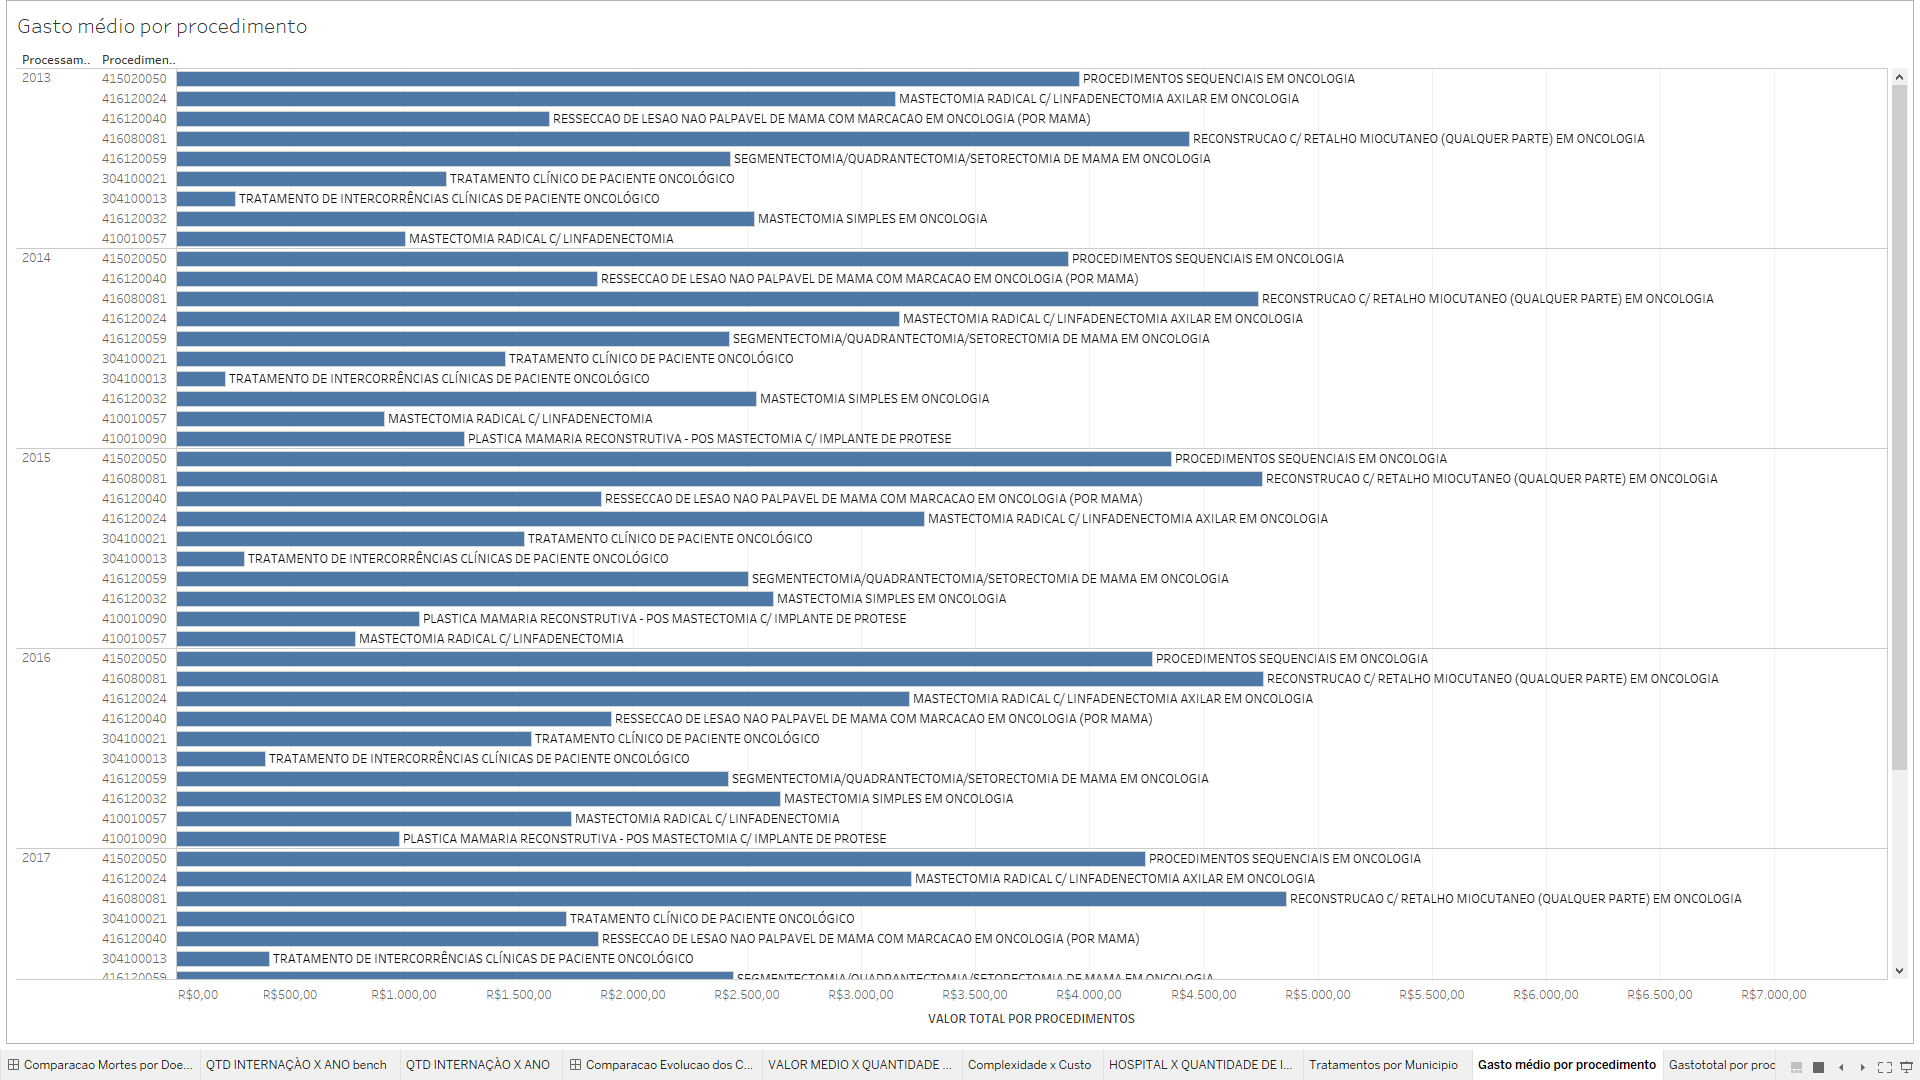 Gasto médio por procedimento
Processam.. Procedimen..
2013 415020050 PROCEDIMENTOS SEQUENCIAIS EM ONCOLOGIA
416120024 MASTECTOMIA RADICAL C/ LINFADENECTOMIA AXILAR EM ONCOLOGIA
416120040 RESSECCAO DE LESAO NAO PALPAVEL DE MAMA COM MARCACAO EM ONCOLOGIA (POR MAMA)
416080081 RECONSTRUCAO C/ RETALHO MIOCUTANEO (QUALQUER PARTE) EM ONCOLOGIA
416120059 SEGMENTECTOMIA/QUADRANTECTOMIA/SETORECTOMIA DE MAMA EM ONCOLOGIA
304100021 TRATAMENTO CLÍNICO DE PACIENTE ONCOLÓGICO
304100013 TRATAMENTO DE INTERCORRÊNCIAS CLÍNICAS DE PACIENTE ONCOLÓGICO
416120032 MASTECTOMIA SIMPLES EM ONCOLOGIA
410010057 MASTECTOMIA RADICAL C/ LINFADENECTOMIA
2014 415020050 PROCEDIMENTOS SEQUENCIAIS EM ONCOLOGIA
416120040 RESSECCAO DE LESAO NAO PALPAVEL DE MAMA COM MARCACAO EM ONCOLOGIA (POR MAMA)
416080081 RECONSTRUCAO C/ RETALHO MIOCUTANEO (QUALQUER PARTE) EM ONCOLOGIA
416120024 MASTECTOMIA RADICAL C/ LINFADENECTOMIA AXILAR EM ONCOLOGIA
416120059 SEGMENTECTOMIA/QUADRANTECTOMIA/SETORECTOMIA DE MAMA EM ONCOLOGIA
304100021 TRATAMENTO CLÍNICO DE PACIENTE ONCOLÓGICO
304100013 TRATAMENTO DE INTERCORRÊNCIAS CLÍNICAS DE PACIENTE ONCOLÓGICO
416120032 MASTECTOMIA SIMPLES EM ONCOLOGIA
410010057 MASTECTOMIA RADICAL C/ LINFADENECTOMIA
410010090 PLASTICA MAMARIA RECONSTRUTIVA - POS MASTECTOMIA C/ IMPLANTE DE PROTESE
2015 415020050 PROCEDIMENTOS SEQUENCIAIS EM ONCOLOGIA
416080081 RECONSTRUCAO C/ RETALHO MIOCUTANEO (QUALQUER PARTE) EM ONCOLOGIA
416120040 RESSECCAO DE LESAO NAO PALPAVEL DE MAMA COM MARCACAO EM ONCOLOGIA (POR MAMA)
416120024 MASTECTOMIA RADICAL C/ LINFADENECTOMIA AXILAR EM ONCOLOGIA
304100021 TRATAMENTO CLÍNICO DE PACIENTE ONCOLÓGICO
304100013 TRATAMENTO DE INTERCORRÊNCIAS CLÍNICAS DE PACIENTE ONCOLÓGICO
416120059 SEGMENTECTOMIA/QUADRANTECTOMIA/SETORECTOMIA DE MAMA EM ONCOLOGIA
416120032 MASTECTOMIA SIMPLES EM ONCOLOGIA
410010090 PLASTICA MAMARIA RECONSTRUTIVA - POS MASTECTOMIA C/ IMPLANTE DE PROTESE
410010057 MASTECTOMIA RADICAL C/ LINFADENECTOMIA
2016 415020050 PROCEDIMENTOS SEQUENCIAIS EM ONCOLOGIA
416080081 RECONSTRUCAO C/ RETALHO MIOCUTANEO (QUALQUER PARTE) EM ONCOLOGIA
416120024 MASTECTOMIA RADICAL C/ LINFADENECTOMIA AXILAR EM ONCOLOGIA
416120040 RESSECCAO DE LESAO NAO PALPAVEL DE MAMA COM MARCACAO EM ONCOLOGIA (POR MAMA)
304100021 TRATAMENTO CLÍNICO DE PACIENTE ONCOLÓGICO
304100013 TRATAMENTO DE INTERCORRÊNCIAS CLÍNICAS DE PACIENTE ONCOLÓGICO
416120059 SEGMENTECTOMIA/QUADRANTECTOMIA/SETORECTOMIA DE MAMA EM ONCOLOGIA
416120032 MASTECTOMIA SIMPLES EM ONCOLOGIA
410010057 MASTECTOMIA RADICAL C/ LINFADENECTOMIA
410010090 PLASTICA MAMARIA RECONSTRUTIVA - POS MASTECTOMIA C/ IMPLANTE DE PROTESE
2017 415020050 PROCEDIMENTOS SEQUENCIAIS EM ONCOLOGIA
416120024 MASTECTOMIA RADICAL C/ LINFADENECTOMIA AXILAR EM ONCOLOGIA
416080081 RECONSTRUCAO C/ RETALHO MIOCUTANEO (QUALQUER PARTE) EM ONCOLOGIA
304100021 TRATAMENTO CLÍNICO DE PACIENTE ONCOLÓGICO
416120040 RESSECCAO DE LESAO NAO PALPAVEL DE MAMA COM MARCACAO EM ONCOLOGIA (POR MAMA)
304100013 TRATAMENTO DE INTERCORRÊNCIAS CLÍNICAS DE PACIENTE ONCOLÓGICO
416120059 SEGMENTECTOMIA/QUADRANTECTOMIA/SETORECTOMIA DE MAMA EM ONCOLOGIA
R$0,00 R$500,00 R$1.000,00 R$1.500,00 R$2.000,00 R$2.500,00 R$3.000,00 R$3.500,00 R$4.000,00 R$4.500,00 R$5.000,00 R$5.500,00 R$6.000,00 R$6.500,00 R$7.000,00
VALOR TOTAL POR PROCEDIMENTOS
Comparacao Mortes por Doe... QTD INTERNAÇÀO X ANO bench QTD INTERNAÇÀO X ANO Comparacao Evolucao dos C... VALOR MEDIO X QUANTIDADE ... Complexidade x Custo HOSPITAL X QUANTIDADE DE I... Tratamentos por Municipio Gasto médio por procedimento Gastototal por proc